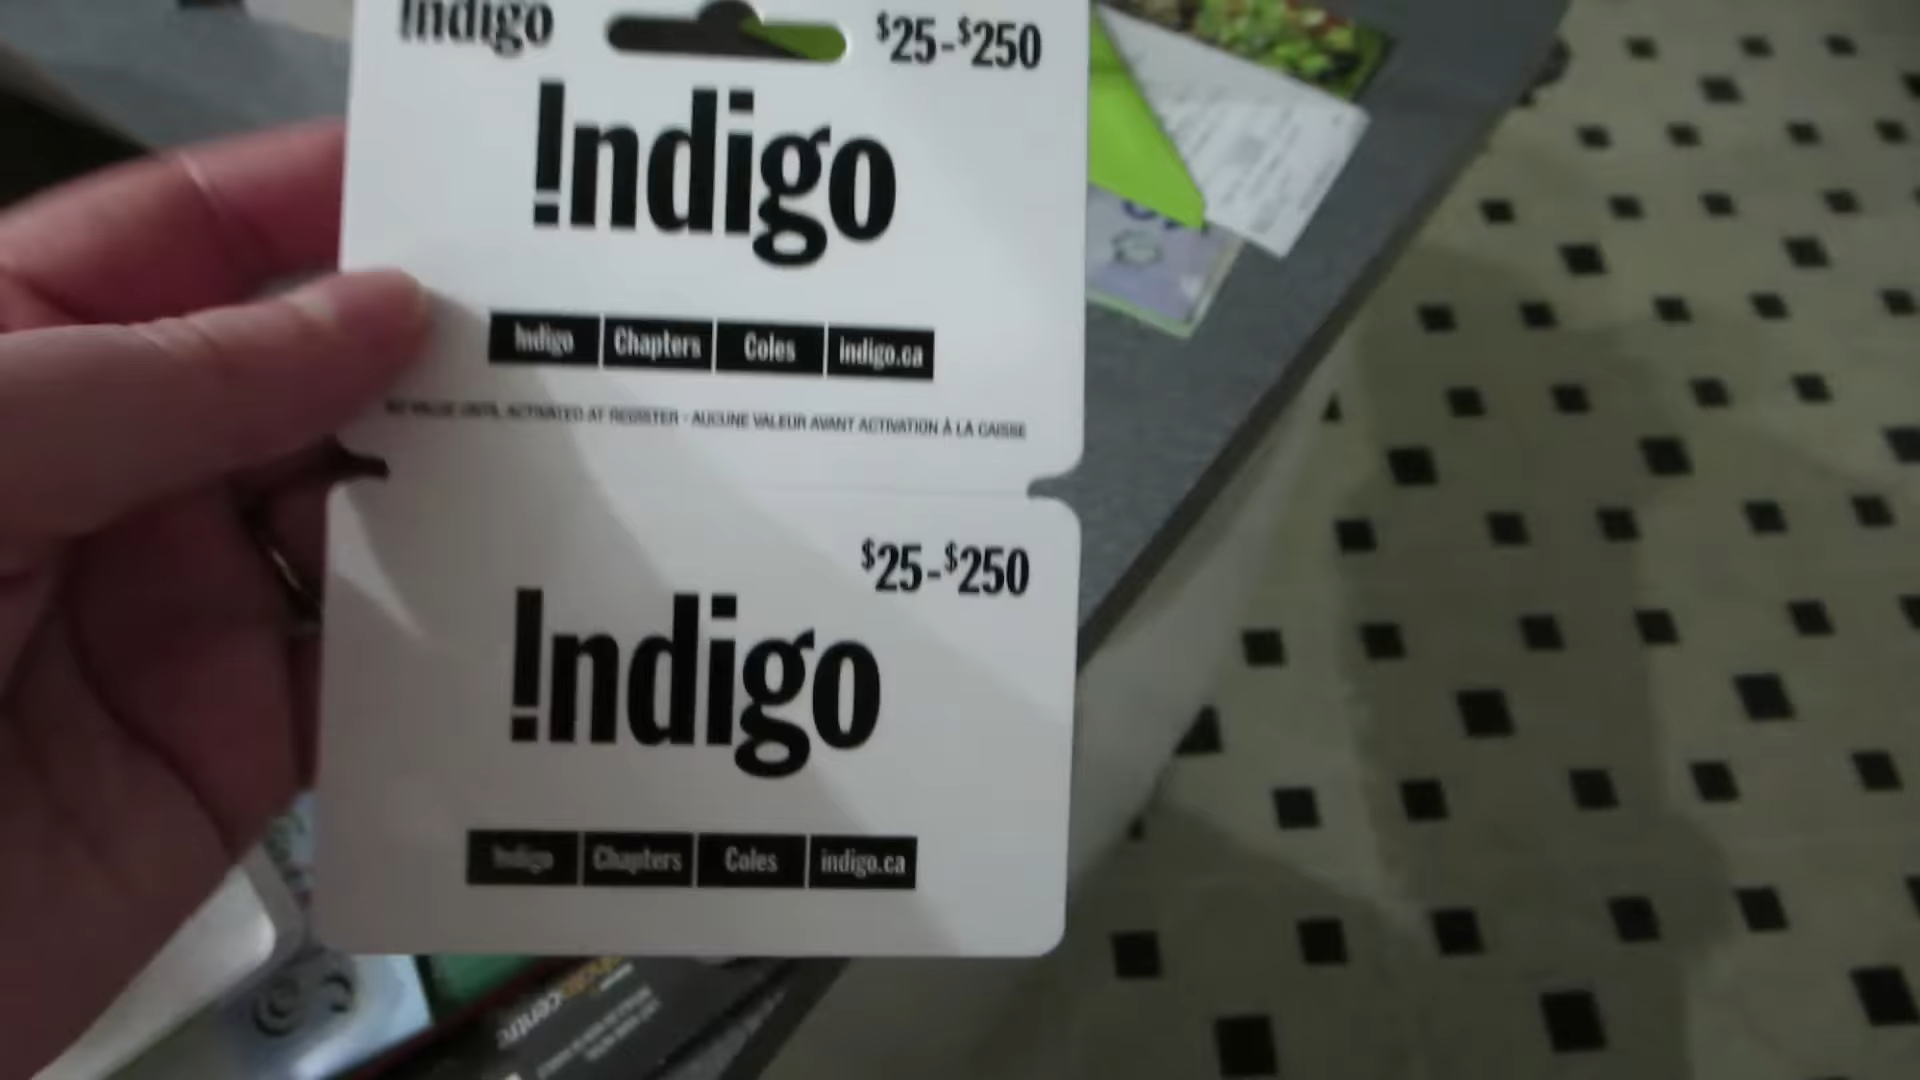 Indigo $25-$250
!ndigo
Indigo Chapters Coles indigo.ca
NO VALUE UNTIL ACTIVATED AT REGISTER - AUCUNE VALEUR AVANT ACTIVATION À LA CAISSE
$25-$250
!ndigo
Indigo Chapters Coles indigo.ca